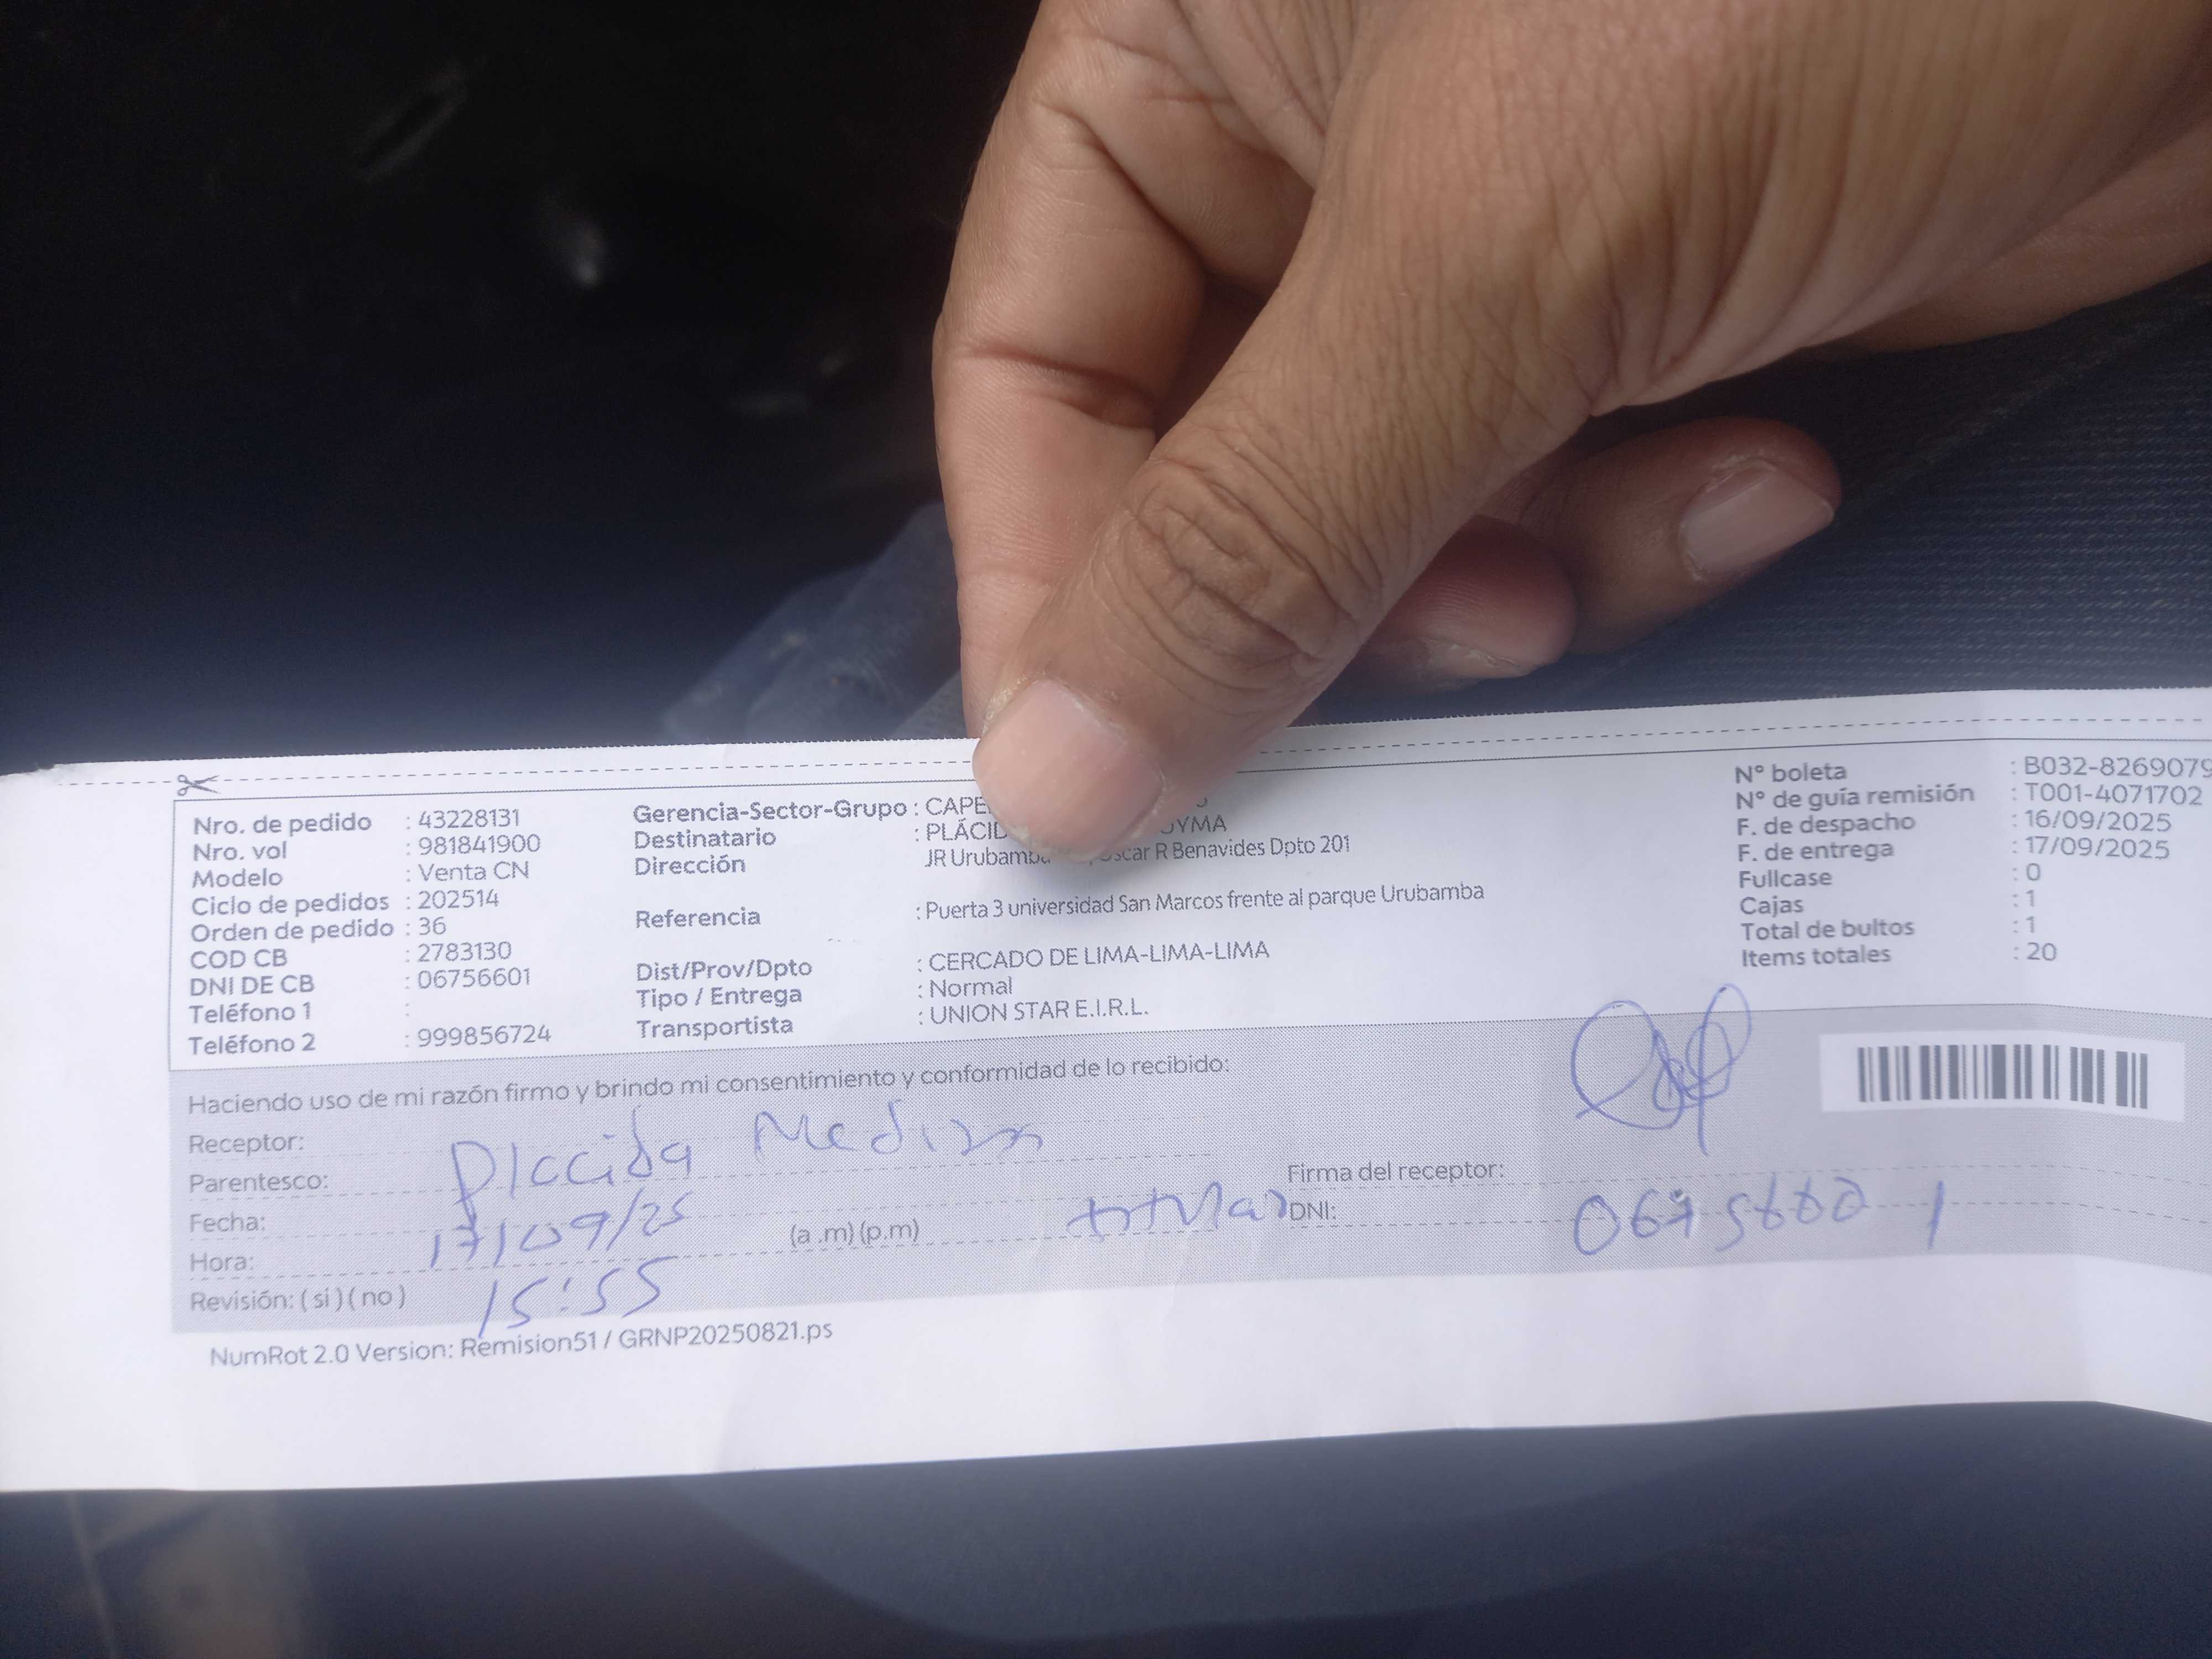 Nro. de pedido : 43228131
Nro. vol : 981841900
Modelo : Venta CN
Ciclo de pedidos : 202514
Orden de pedido : 36
COD CB : 2783130
DNI DE CB : 06756601
Teléfono 1 :
Teléfono 2 : 999856724
Gerencia-Sector-Grupo :
Destinatario :
Dirección JR Benavides Dpto 201
Referencia : Puerta 3 universidad San Marcos frente al parque Urubamba
Dist/Prov/Dpto : CERCADO DE LIMA-LIMA-LIMA
Tipo / Entrega : Normal
Transportista : UNION STAR E.I.R.L.
N° boleta : B032-8269079
N° de guía remisión : T001-4071702
F. de despacho : 16/09/2025
F. de entrega : 17/09/2025
Fullcase : 0
Cajas : 1
Total de bultos : 1
Items totales : 20
Haciendo uso de mi razón firmo y brindo mi consentimiento y conformidad de lo recibido:
Receptor: Placida
Parentesco: titular
Fecha: 17/09/25
Hora: 15:55 (a .m) (p.m)
Revisión: ( si ) ( no )
Firma del receptor:
DNI:
NumRot 2.0 Version: Remision51 / GRNP20250821.ps